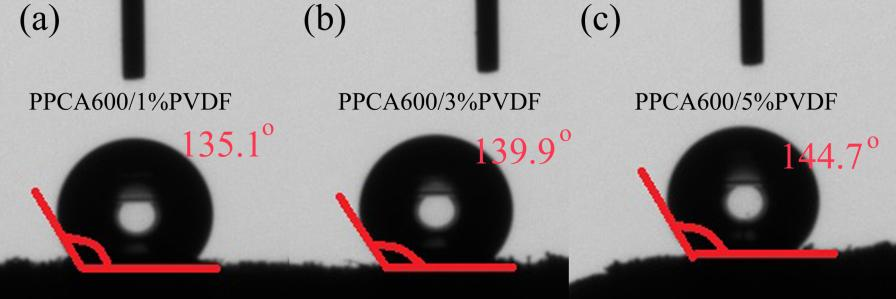 (a)
PPCA600/1%PVDF
135.1°
(b)
PPCA600/3%PVDF
139.9°
(c)
PPCA600/5%PVDF
144.7°